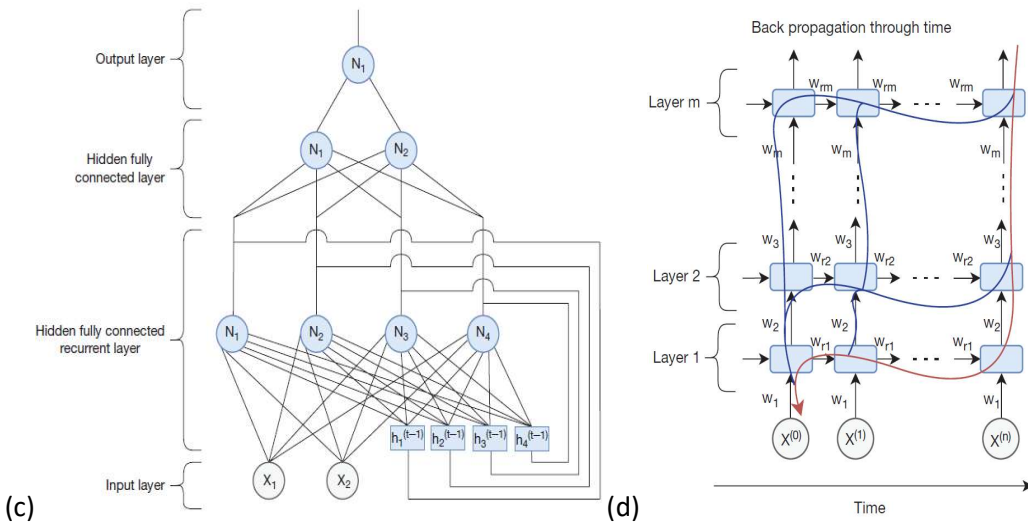 Output layer
N1
Hidden fully
connected layer
N1 N2
Hidden fully connected
recurrent layer
N1 N2 N3 N4
h1(t–1) h2(t–1) h3(t–1) h4(t–1)
Input layer
X1 X2
(c)
Back propagation through time
Layer m
wrm wrm wrm
wm wm wm
w3 w3 w3
Layer 2
wr2 wr2 wr2
w2 w2 w2
Layer 1
wr1 wr1 wr1
w1 w1 w1
X(0) X(1) X(n)
(d)
Time